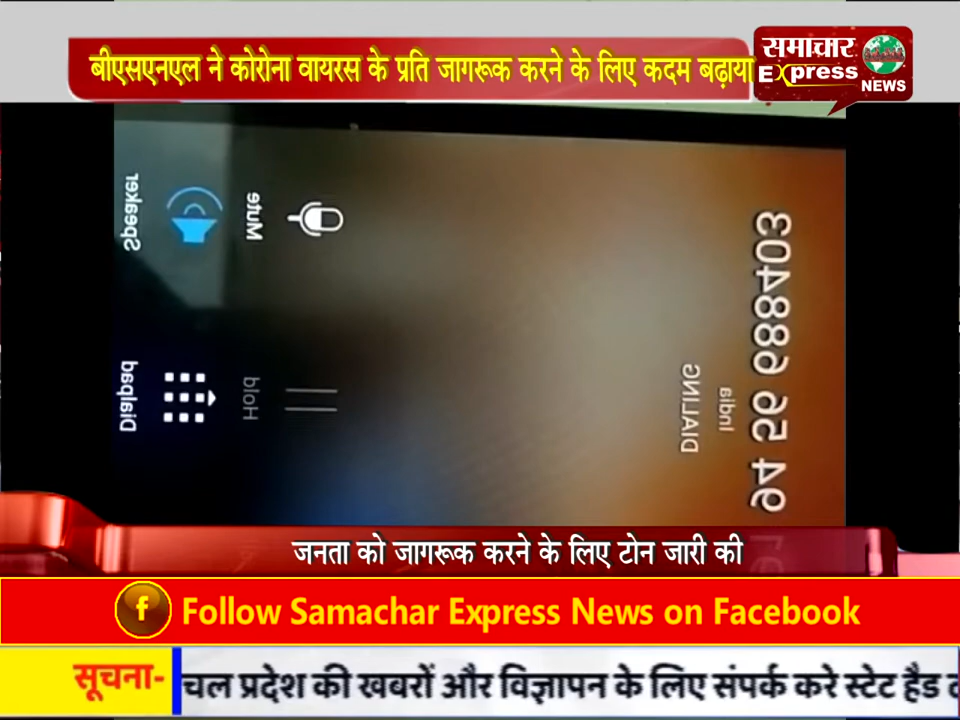 बीएसएनएल ने कोरोना वायरस के प्रति जागरूक करने के लिए कदम बढ़ाया
समाचार
Express
NEWS
Speaker
Mute
Dialpad
Hold
DIALING
India
94 56 688403
जनता को जागरूक करने के लिए टोन जारी की
f Follow Samachar Express News on Facebook
सूचना- चल प्रदेश की खबरों और विज्ञापन के लिए संपर्क करे स्टेट हैड